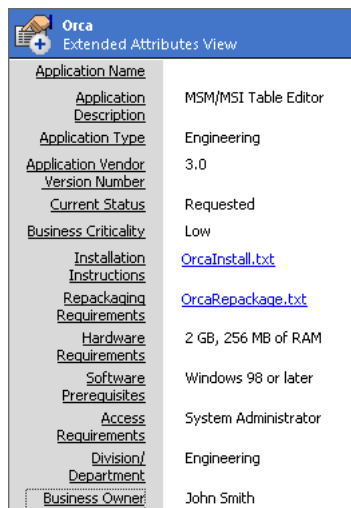 Orca
Extended Attributes View
Application Name
Application
Description
MSM/MSI Table Editor
Application Type
Engineering
Application Vendor
Version Number
3.0
Current Status
Requested
Business Criticality
Low
Installation
Instructions
OrcaInstall.txt
Repackaging
Requirements
OrcaRepackage.txt
Hardware
Requirements
2 GB, 256 MB of RAM
Software
Prerequisites
Windows 98 or later
Access
Requirements
System Administrator
Division/
Department
Engineering
Business Owner
John Smith